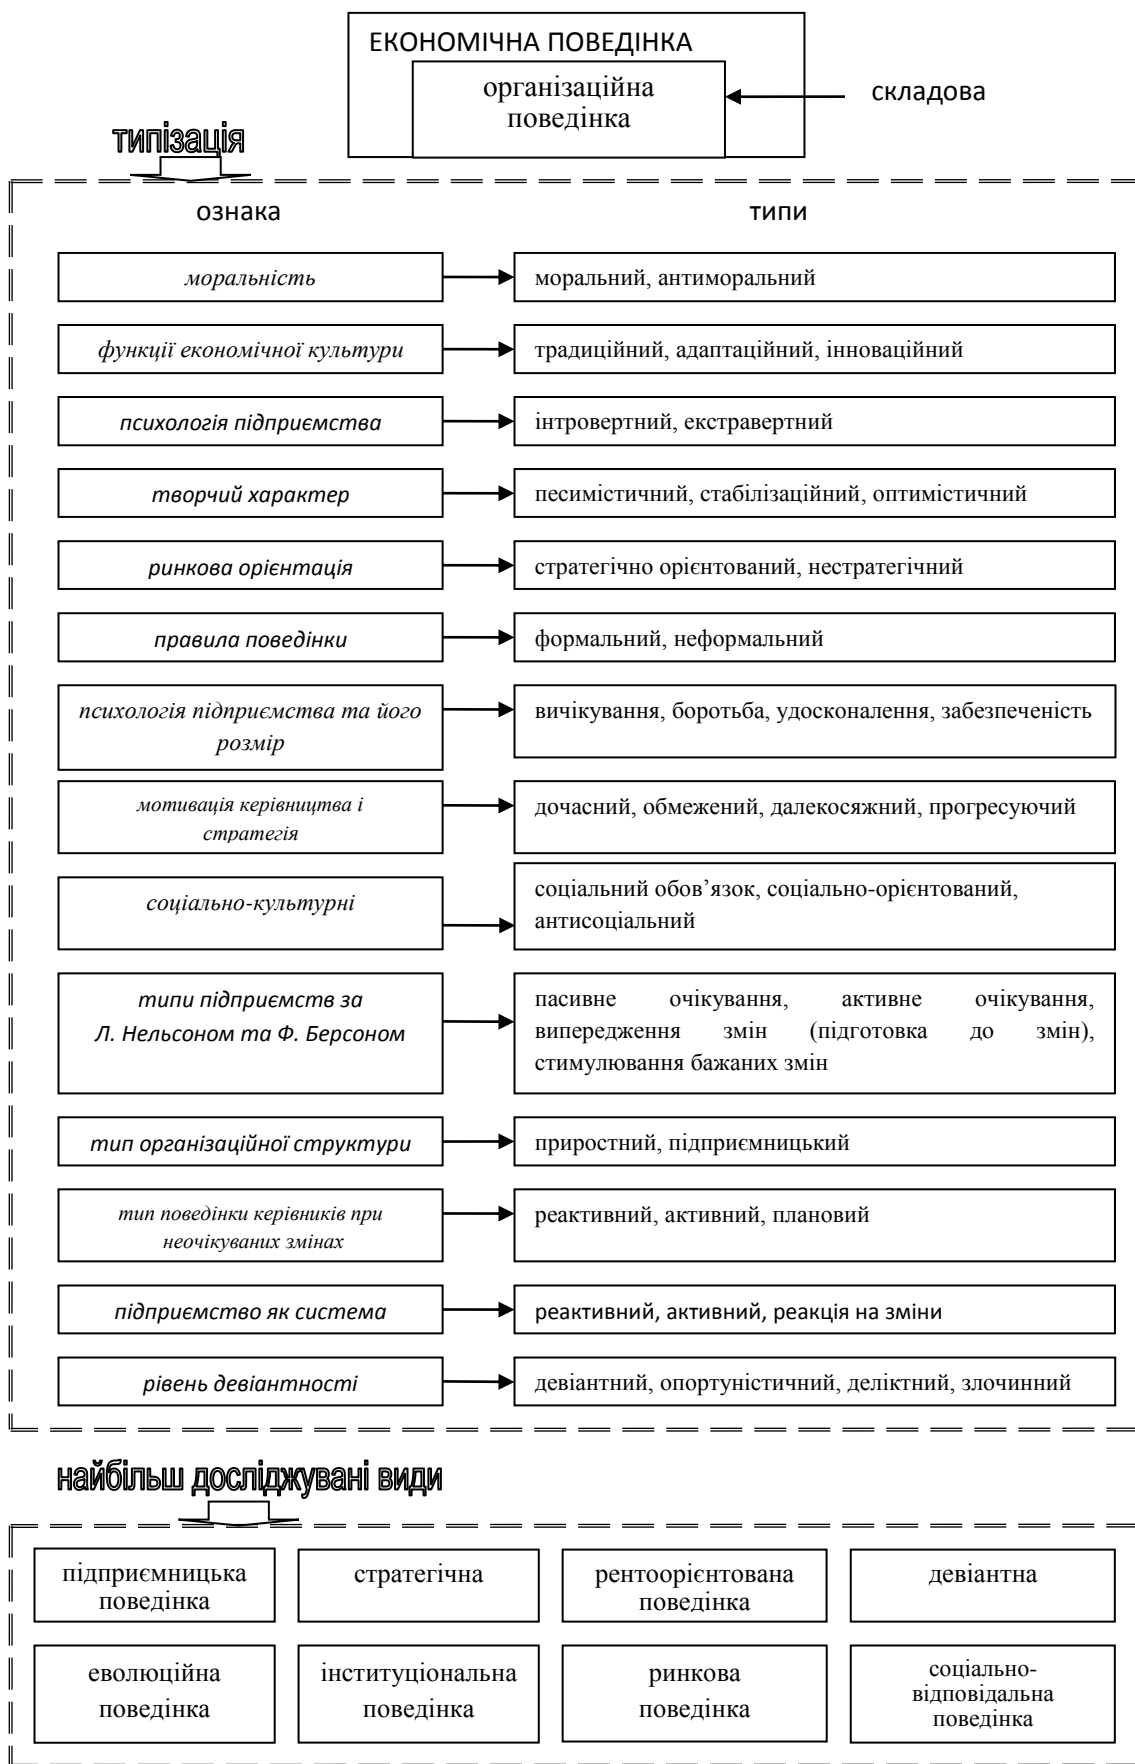 ЕКОНОМІЧНА ПОВЕДІНКА
організаційна
поведінка
складова
типізація
ознака
типи
моральність
моральний, антиморальний
функції економічної культури
традиційний, адаптаційний, інноваційний
психологія підприємства
інтровертний, екстравертний
творчий характер
песимістичний, стабілізаційний, оптимістичний
ринкова орієнтація
стратегічно орієнтований, нестратегічний
правила поведінки
формальний, неформальний
психологія підприємства та його
розмір
вичікування, боротьба, удосконалення, забезпеченість
мотивація керівництва і
стратегія
дочасний, обмежений, далекосяжний, прогресуючий
соціально-культурні
соціальний обов’язок, соціально-орієнтований,
антисоціальний
типи підприємств за
Л. Нельсоном та Ф. Берсоном
пасивне очікування, активне очікування,
випередження змін (підготовка до змін),
стимулювання бажаних змін
тип організаційної структури
приростний, підприємницький
тип поведінки керівників при
неочікуваних змінах
реактивний, активний, плановий
підприємство як система
реактивний, активний, реакція на зміни
рівень девіантності
девіантний, опортуністичний, деліктний, злочинний
найбільш досліджувані види
підприємницька
поведінка
стратегічна
рентоорієнтована
поведінка
девіантна
еволюційна
поведінка
інституціональна
поведінка
ринкова
поведінка
соціально-
відповідальна
поведінка